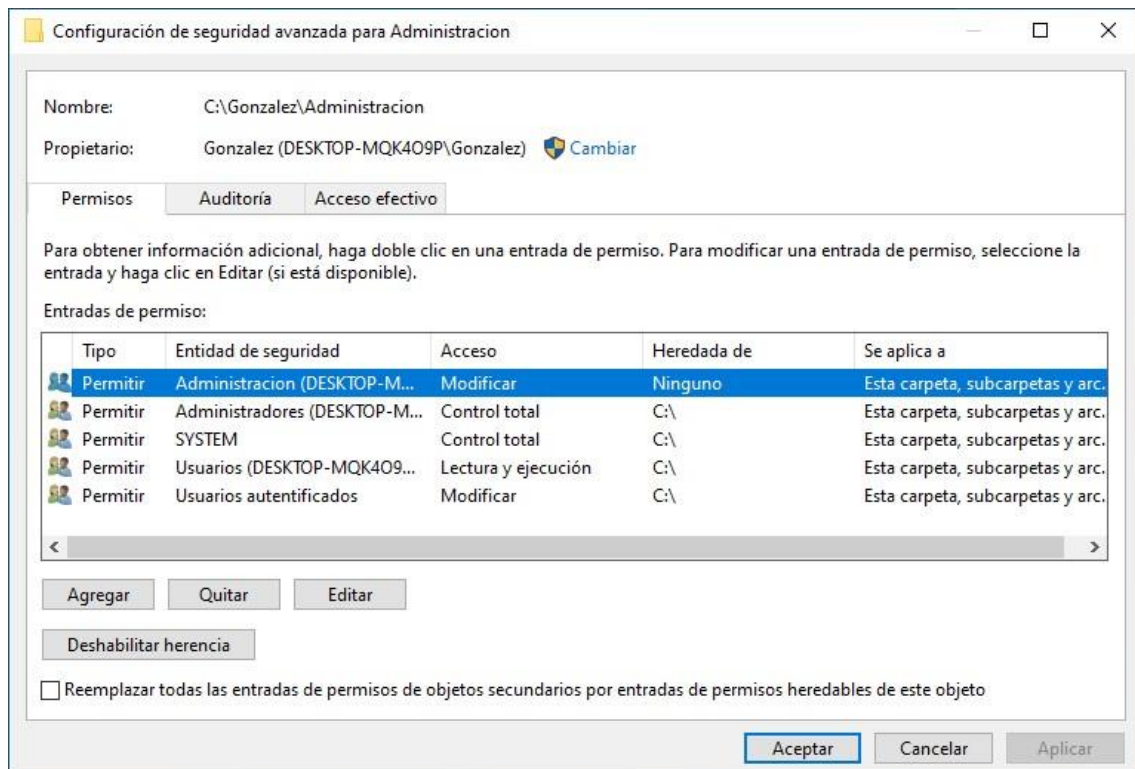 Configuración de seguridad avanzada para Administracion
Nombre: C:\Gonzalez\Administracion
Propietario: Gonzalez (DESKTOP-MQK4O9P\Gonzalez) Cambiar
Permisos Auditoría Acceso efectivo
Para obtener información adicional, haga doble clic en una entrada de permiso. Para modificar una entrada de permiso, seleccione la
entrada y haga clic en Editar (si está disponible).
Entradas de permiso:
Tipo Entidad de seguridad Acceso Heredada de Se aplica a
Permitir Administracion (DESKTOP-M... Modificar Ninguno Esta carpeta, subcarpetas y arc.
Permitir Administradores (DESKTOP-M... Control total C:\ Esta carpeta, subcarpetas y arc.
Permitir SYSTEM Control total C:\ Esta carpeta, subcarpetas y arc.
Permitir Usuarios (DESKTOP-MQK4O9... Lectura y ejecución C:\ Esta carpeta, subcarpetas y arc.
Permitir Usuarios autentificados Modificar C:\ Esta carpeta, subcarpetas y arc.
Agregar Quitar Editar
Deshabilitar herencia
Reemplazar todas las entradas de permisos de objetos secundarios por entradas de permisos heredables de este objeto
Aceptar Cancelar Aplicar